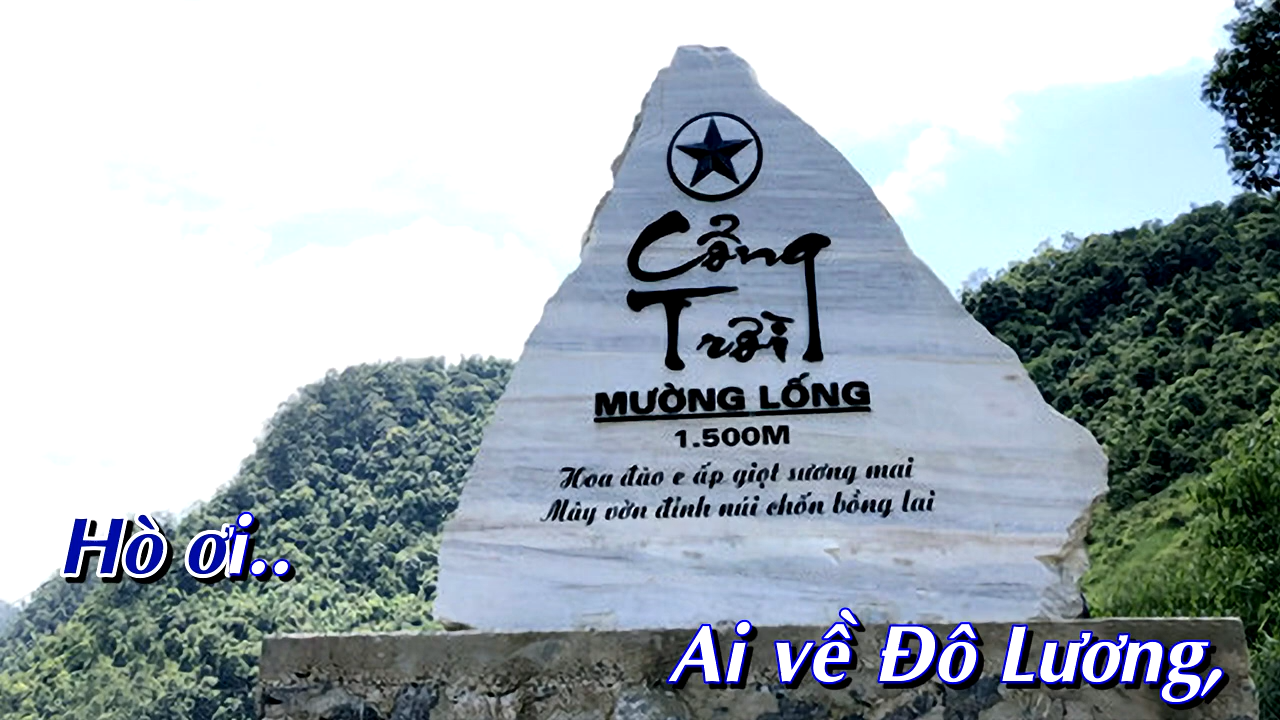 Cổng
Trời
MƯỜNG LỐNG
1.500M
Hoa đào e ấp giọt sương mai
Mây vờn đỉnh núi chốn bồng lai
Hò ơi..
Ai về Đô Lương,